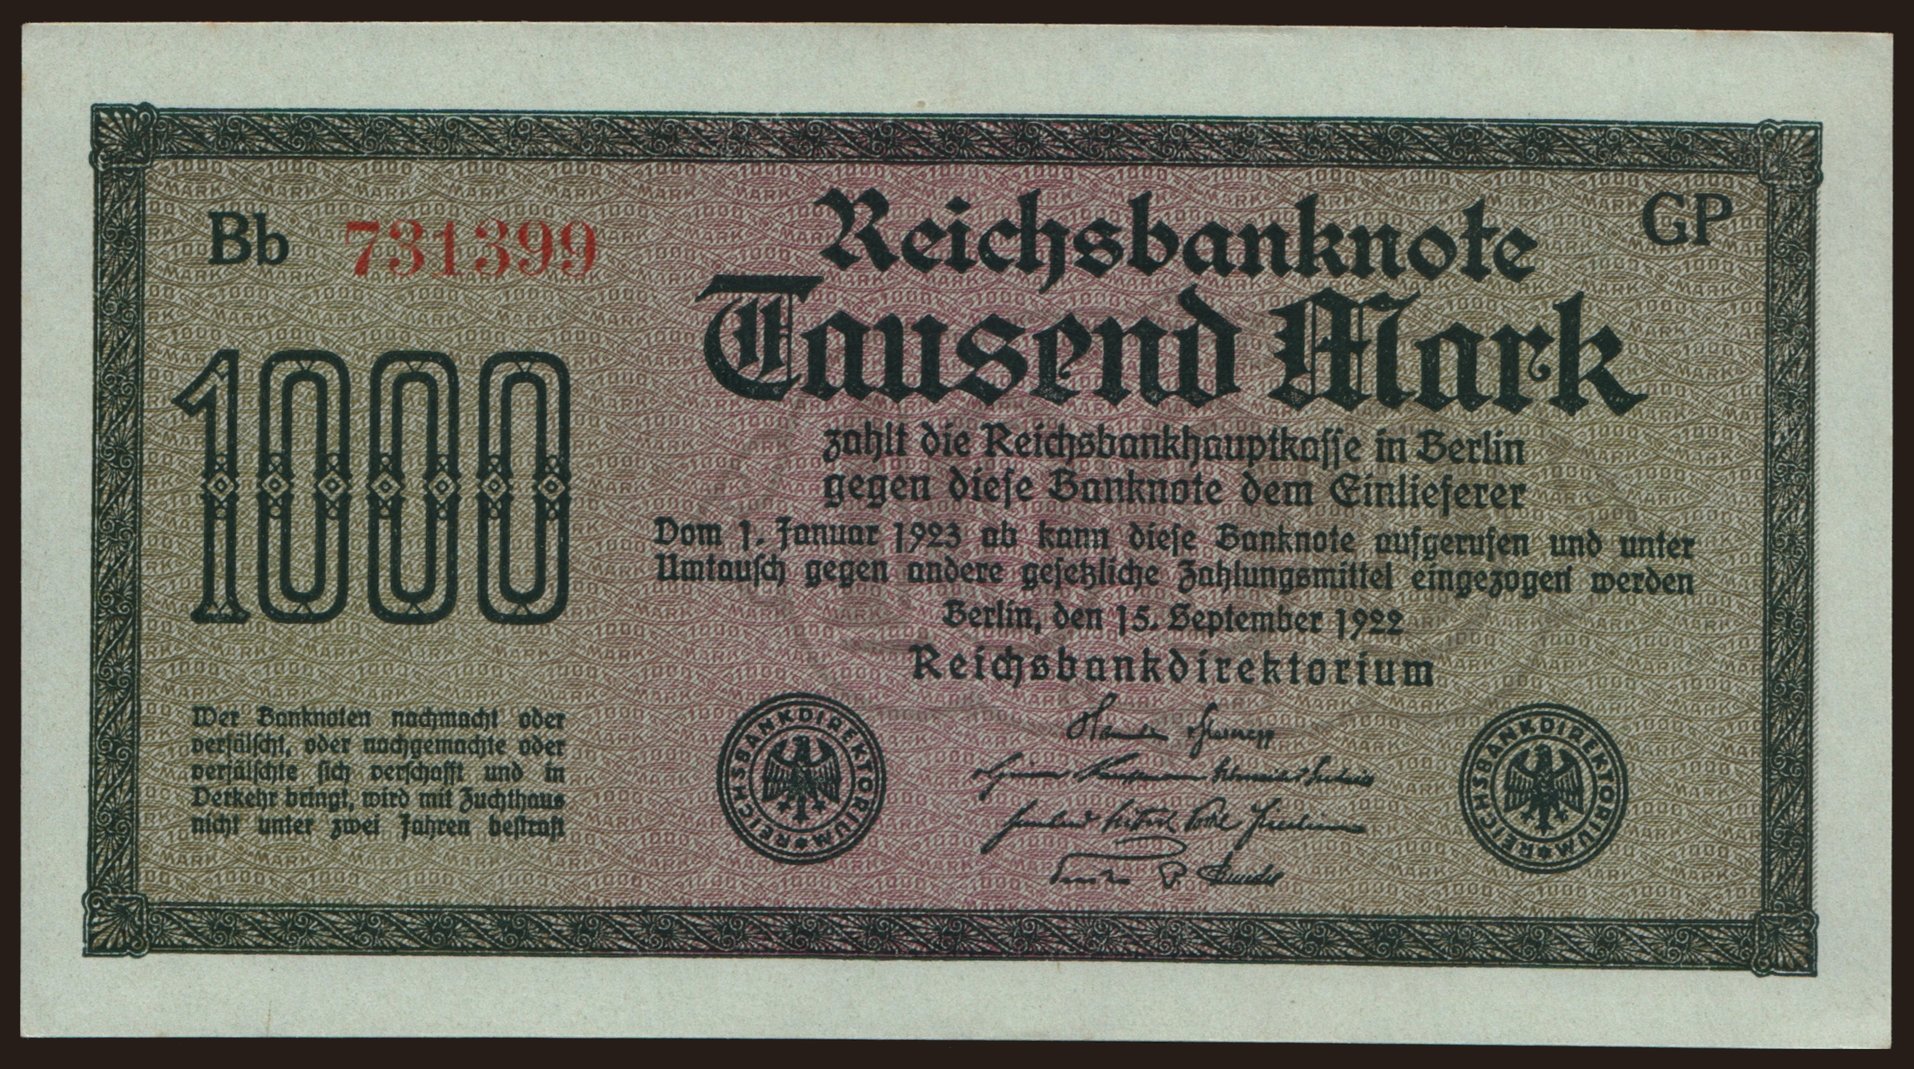 Bb 731399
GP
Reichsbanknote
Tausend Mark
1000
zahlt die Reichsbankhauptkasse in Berlin
gegen diese Banknote dem Einlieferer
Vom 1. Januar 1923 ab kann diese Banknote aufgerufen und unter
Umtausch gegen andere gesetzliche Zahlungsmittel eingezogen werden
Berlin, den 15. September 1922
Reichsbankdirektorium
Wer Banknoten nachmacht oder
verfälscht, oder nachgemachte oder
verfälschte sich verschafft und in
Verkehr bringt, wird mit Zuchthaus
nicht unter zwei Jahren bestraft
REICHSBANKDIREKTORIUM
REICHSBANKDIREKTORIUM